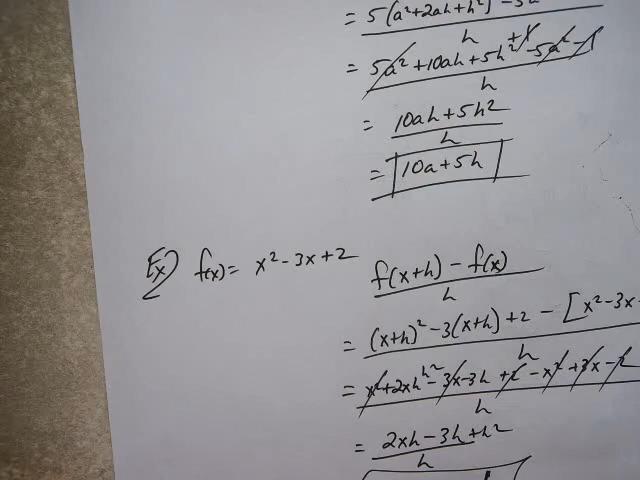 = 5(a²+2ah+h²)
h
= 5a² + 10ah + 5h² + 1 - 5a² - 1
h
= 10ah + 5h²
h
= 10a + 5h
Ex) f(x) = x² - 3x + 2
f(x+h) - f(x)
h
= (x+h)² - 3(x+h) + 2 - [x² - 3x
h
= x² + 2xh h² - 3x - 3h + 2 - x² + 3x - 2
h
= 2xh - 3h + h²
h